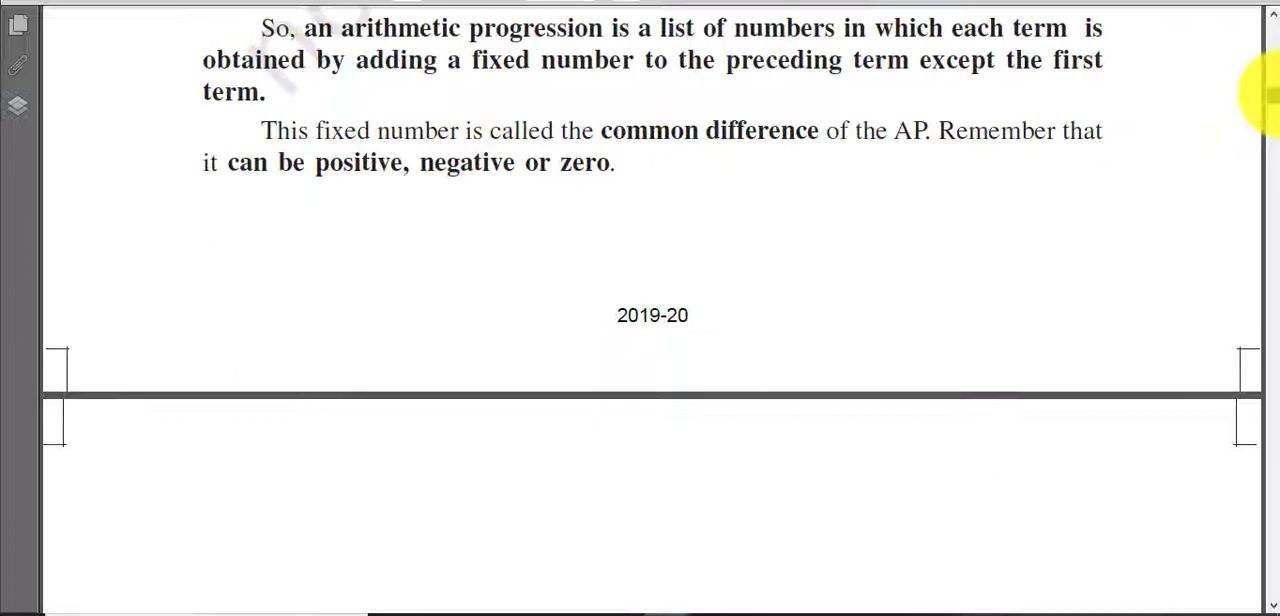 So, an arithmetic progression is a list of numbers in which each term is
obtained by adding a fixed number to the preceding term except the first
term.
This fixed number is called the common difference of the AP. Remember that
it can be positive, negative or zero.
2019-20